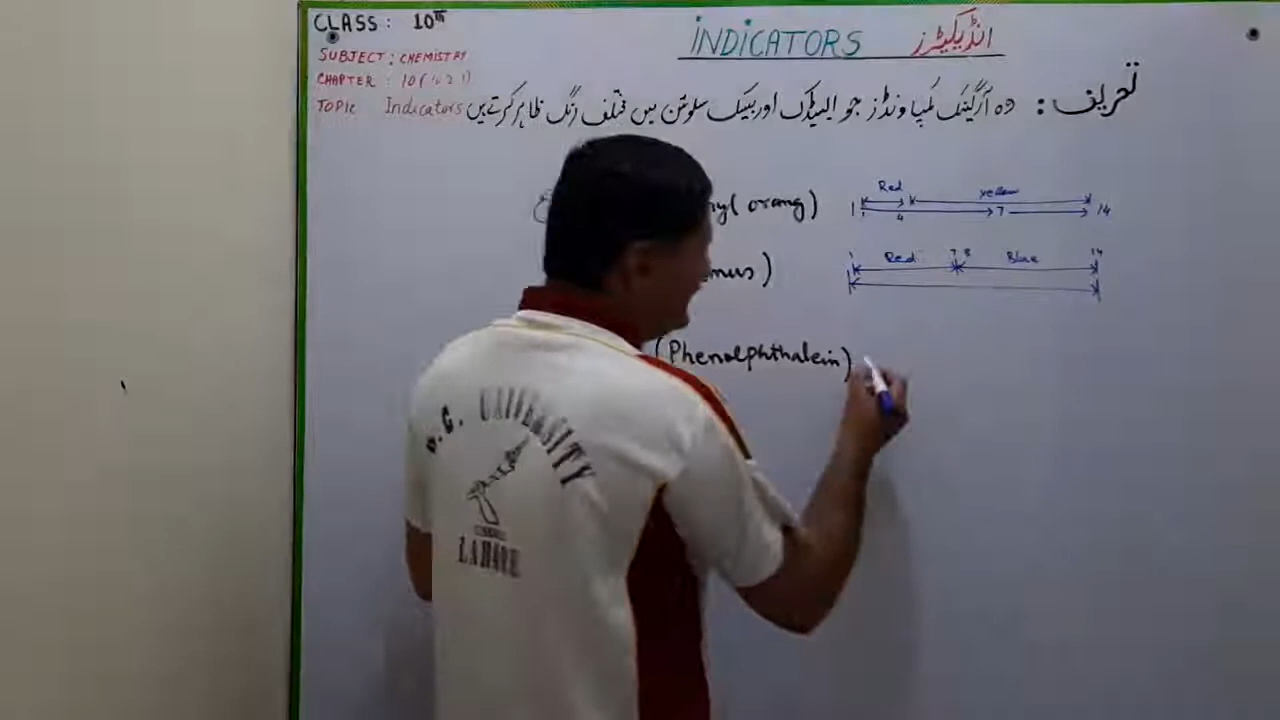 CLASS: 10th
INDICATORS انڈیکیٹرز
SUBJECT: CHEMISTRY
CHAPTER: 10
TOPIC Indicators
تعریف: وہ آرگینک کمپاؤنڈز جو ایسڈک اور بیسک سلوشن میں مختلف رنگ ظاہر کرتے ہیں
orang)
Red yellow
1 1 4 7 14
Red 7 8 Blue 14
(Phenolphthalein)
G.C. UNIVERSITY
LAHORE